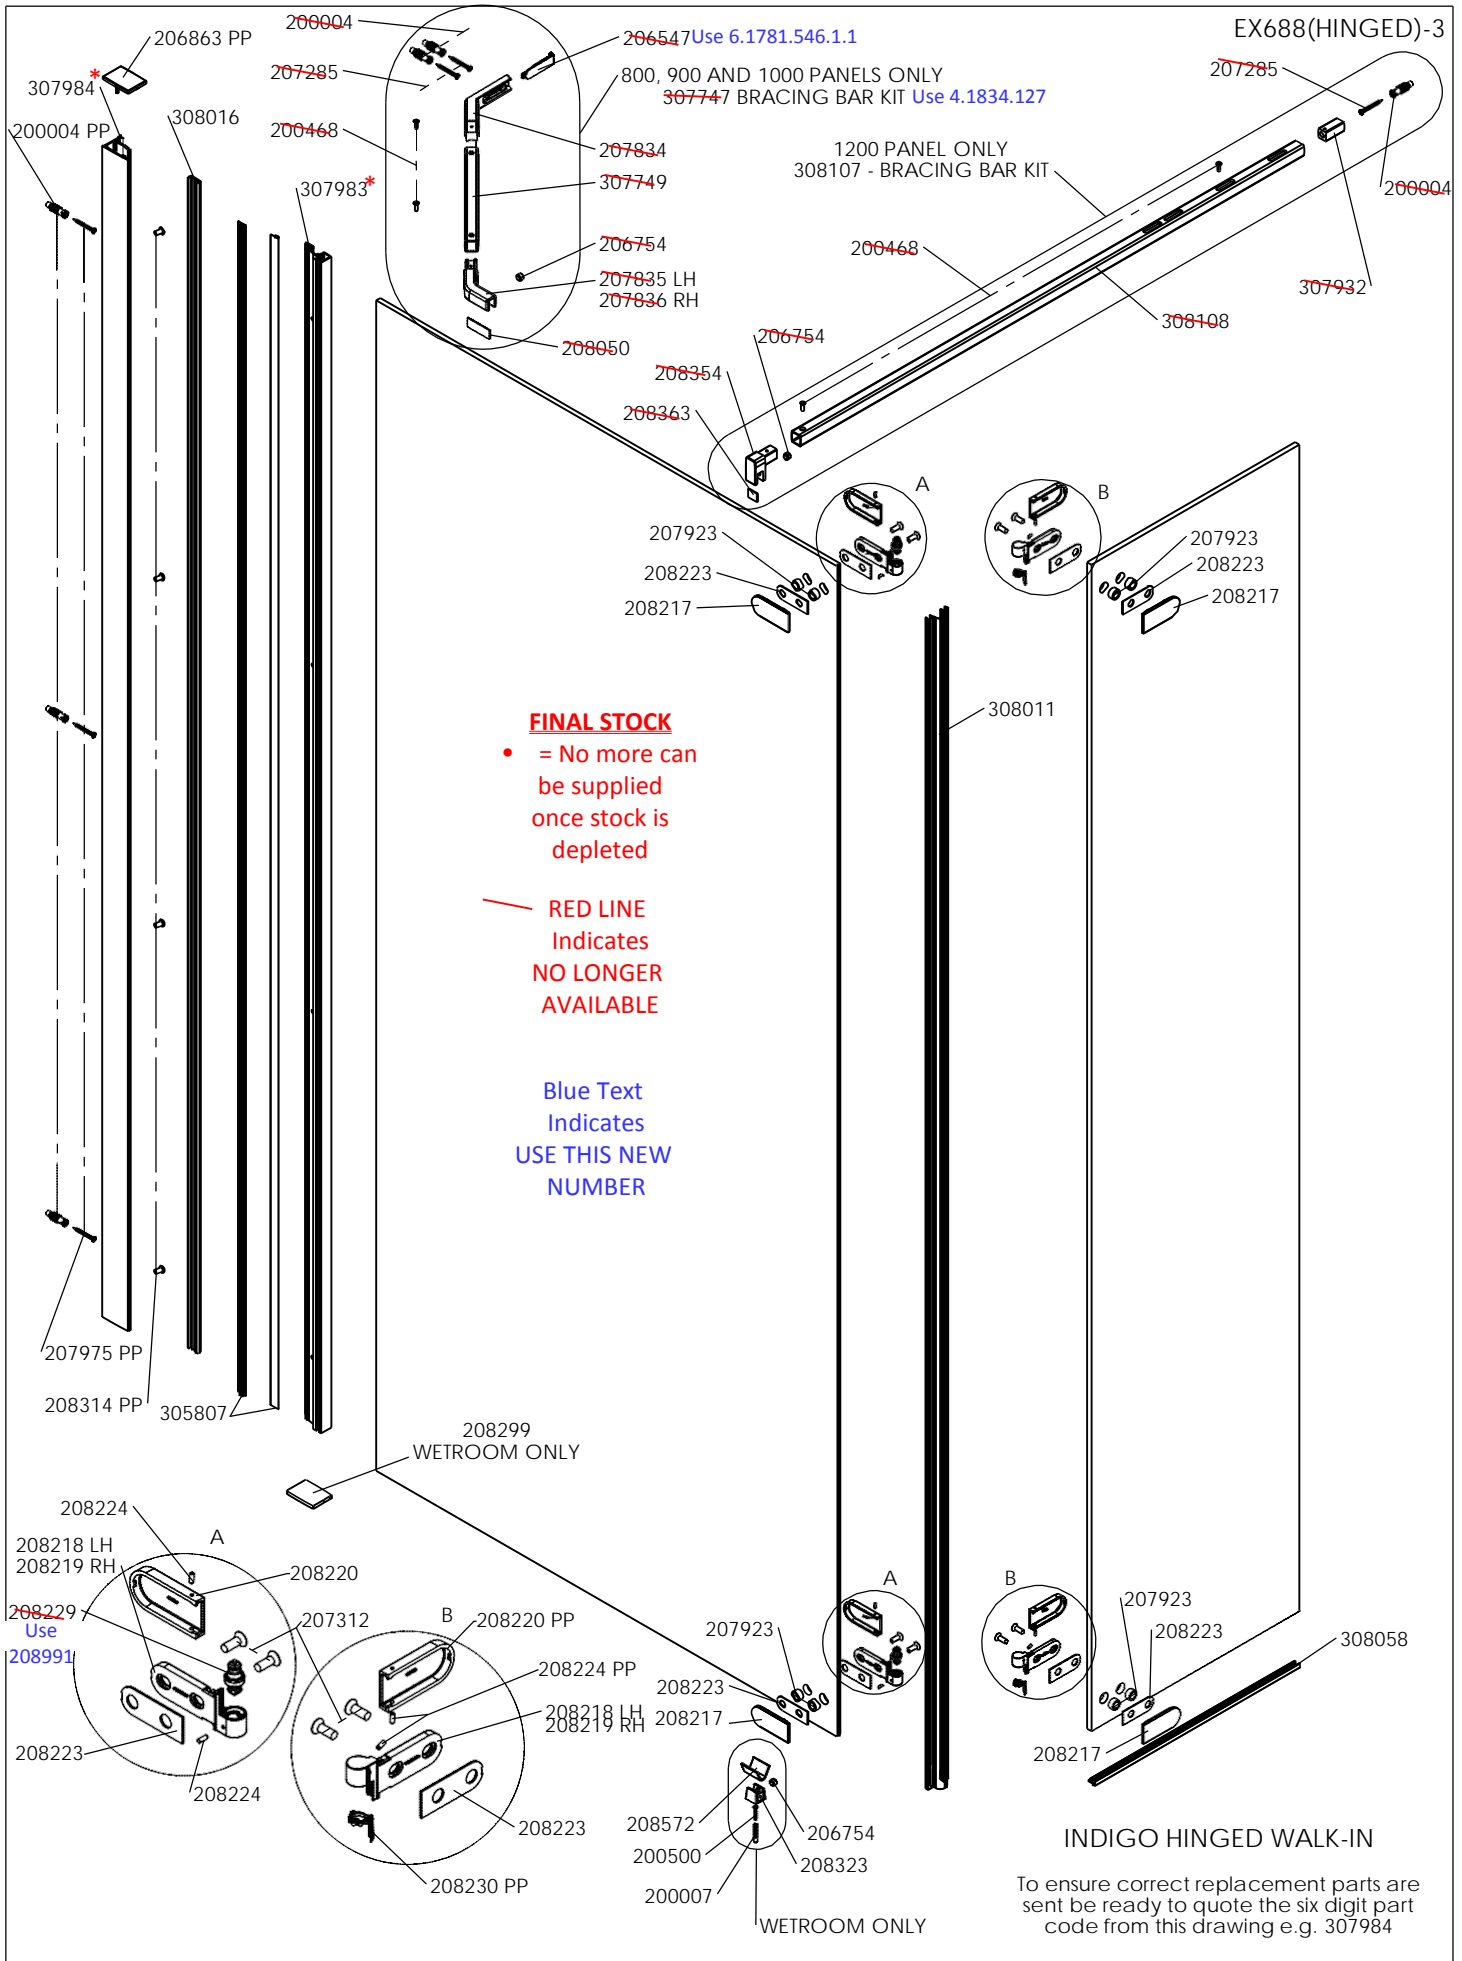 EX688(HINGED)-3
206863 PP
*
307984
200004 PP
308016
307983*
200004
207285
200468
206547 Use 6.1781.546.1.1
800, 900 AND 1000 PANELS ONLY
307747 BRACING BAR KIT Use 4.1834.127
207834
307749
206754
207835 LH
207836 RH
208050
207285
1200 PANEL ONLY
308107 - BRACING BAR KIT
200004
200468
307932
308108
206754
208354
208363
A
B
207923
208223
208217
207923
208223
208217
308011
FINAL STOCK
• = No more can
be supplied
once stock is
depleted
RED LINE
Indicates
NO LONGER
AVAILABLE
Blue Text
Indicates
USE THIS NEW
NUMBER
207975 PP
208314 PP
305807
208299
WETROOM ONLY
208224
208218 LH
208219 RH
A
208220
208229
Use
208991
207312
208223
208224
B
208220 PP
208224 PP
208218 LH
208219 RH
208223
208230 PP
A
B
207923
208223
208217
207923
208223
308058
208217
208572
206754
200500
208323
200007
WETROOM ONLY
INDIGO HINGED WALK-IN
To ensure correct replacement parts are
sent be ready to quote the six digit part
code from this drawing e.g. 307984